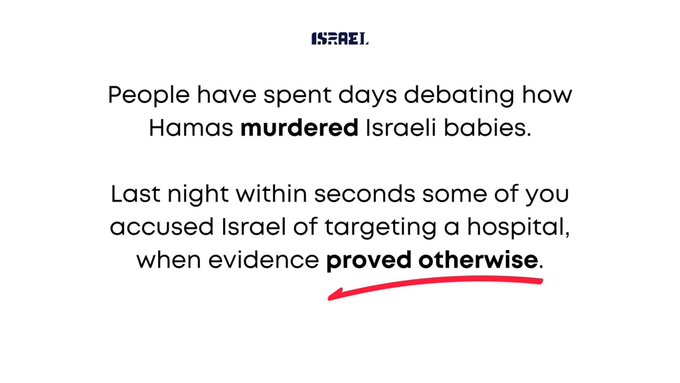 ISRAEL
People have spent days debating how
Hamas murdered Israeli babies.
Last night within seconds some of you
accused Israel of targeting a hospital,
when evidence proved otherwise.